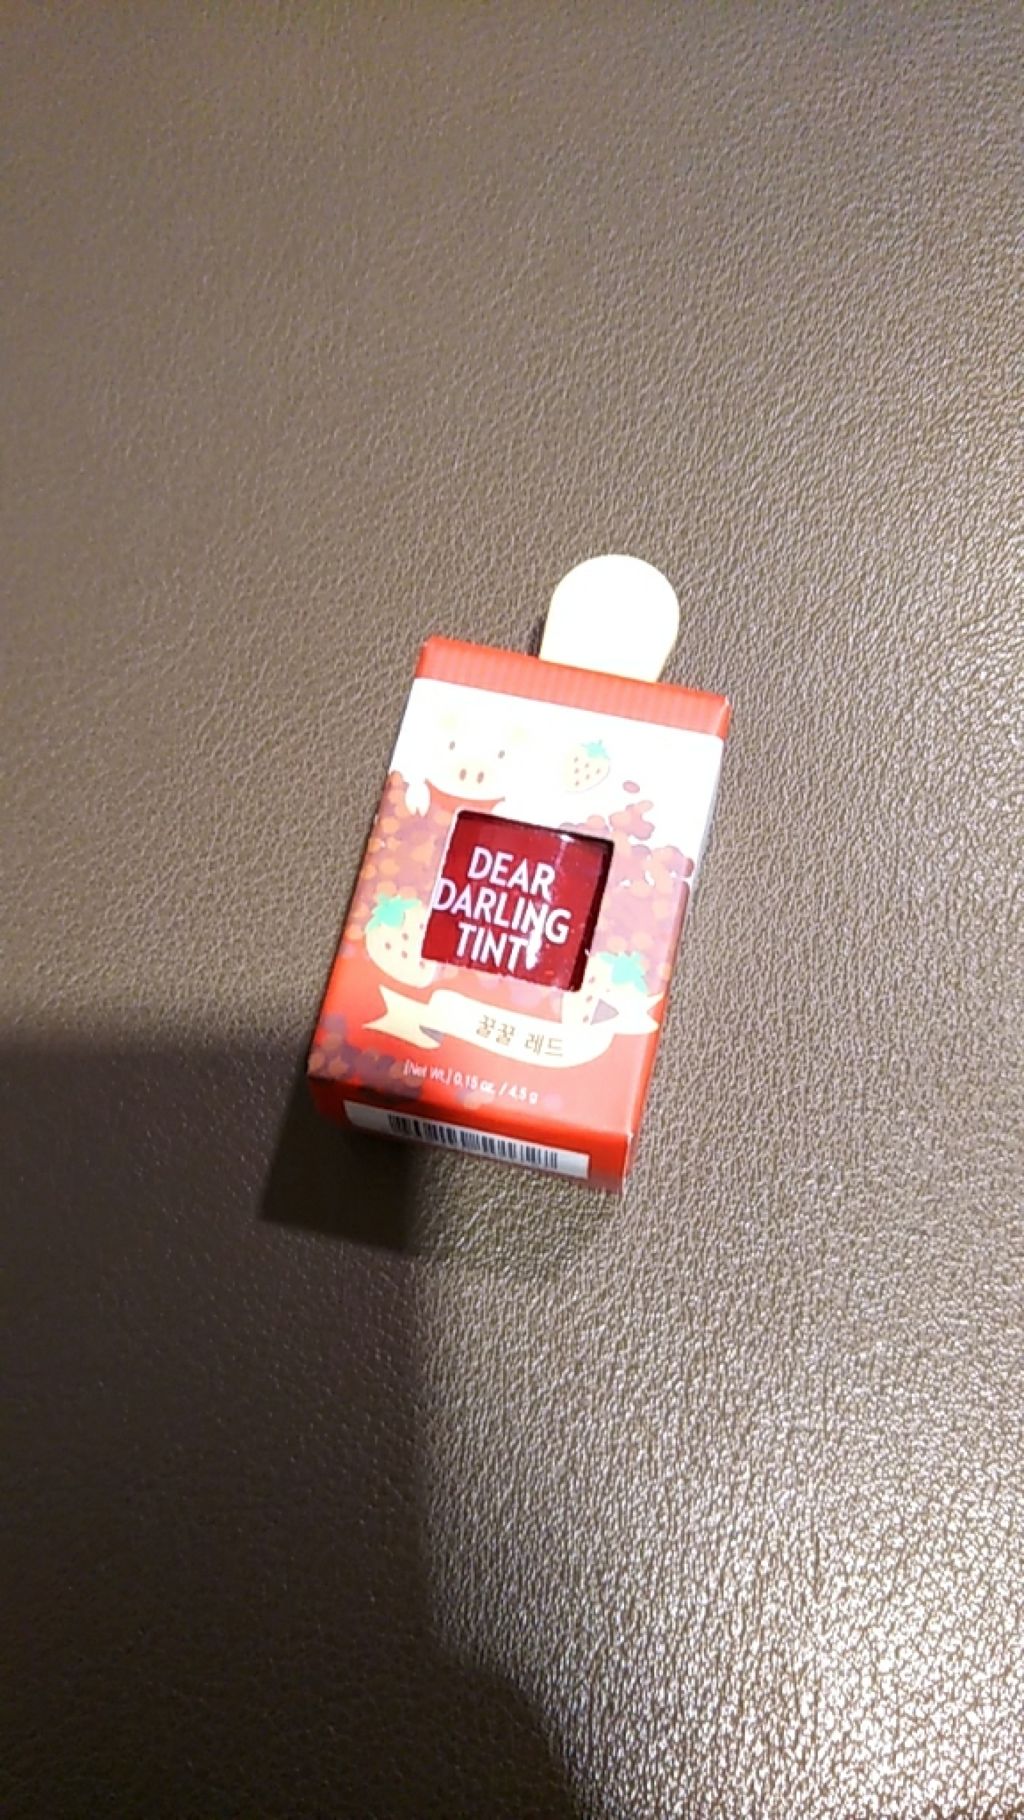 DEAR
DARLING
TINT
꿀꿀 레드
[Net Wt.] 0.15 oz. / 4.5 g